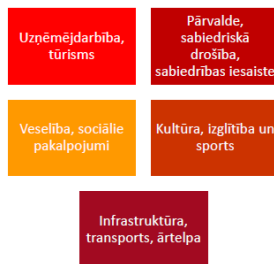 Uzņēmējdarbība,
tūrisms
Pārvalde,
sabiedriskā
drošība,
sabiedrības iesaiste
Veselība, sociālie
pakalpojumi
Kultūra, izglītība un
sports
Infrastruktūra,
transports, ārtelpa